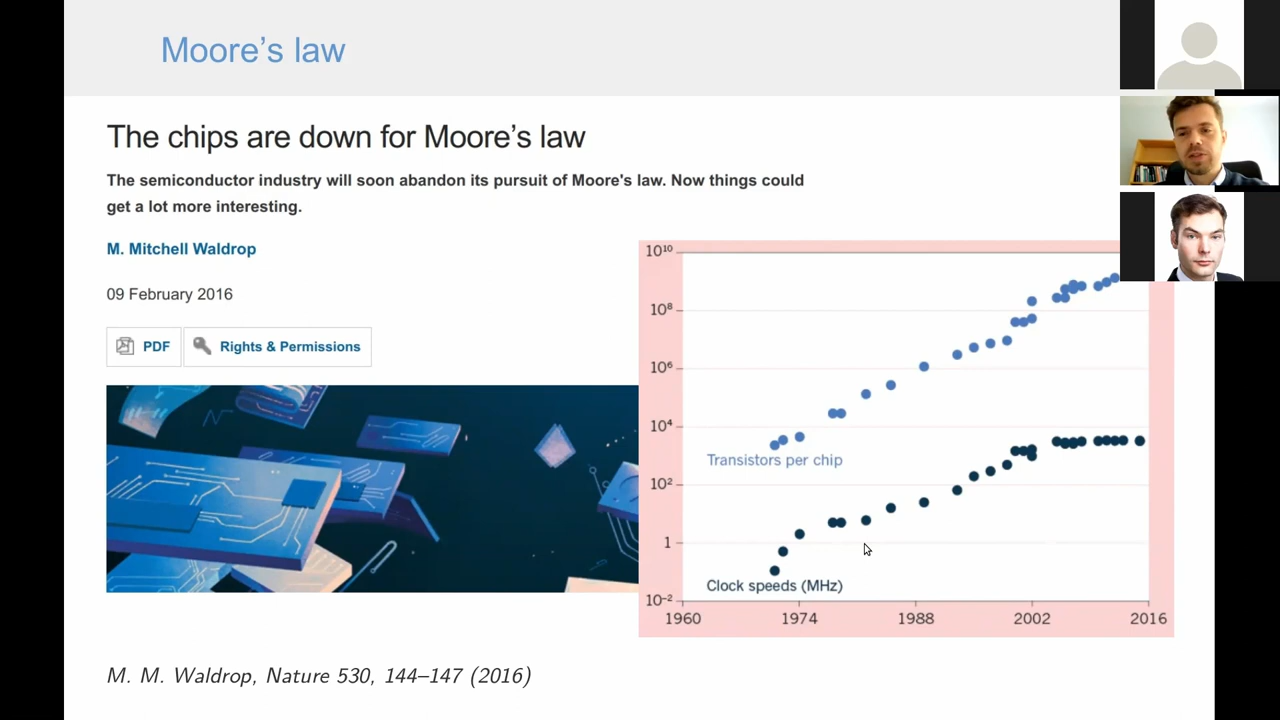 Moore's law
The chips are down for Moore's law
The semiconductor industry will soon abandon its pursuit of Moore's law. Now things could
get a lot more interesting.
M. Mitchell Waldrop
09 February 2016
PDF
Rights & Permissions
10¹⁰
10⁸
10⁶
10⁴
10²
1
10⁻²
Transistors per chip
Clock speeds (MHz)
1960
1974
1988
2002
2016
M. M. Waldrop, Nature 530, 144–147 (2016)